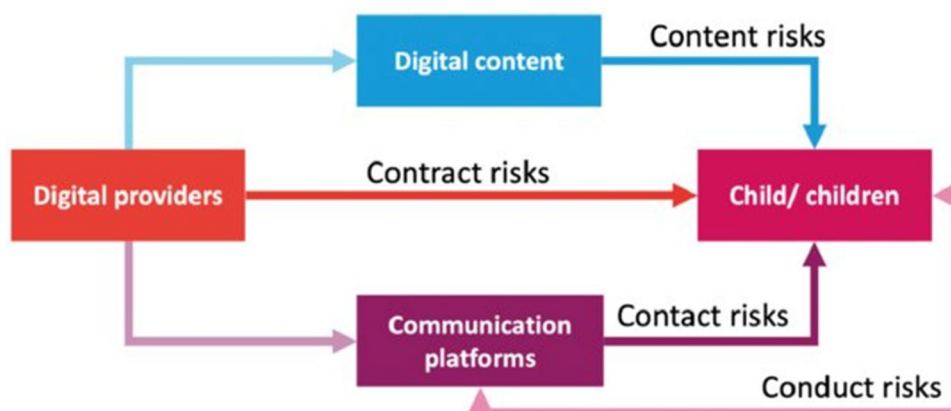 Content risks
Digital content
Contract risks
Digital providers
Child/ children
Communication
platforms
Contact risks
Conduct risks